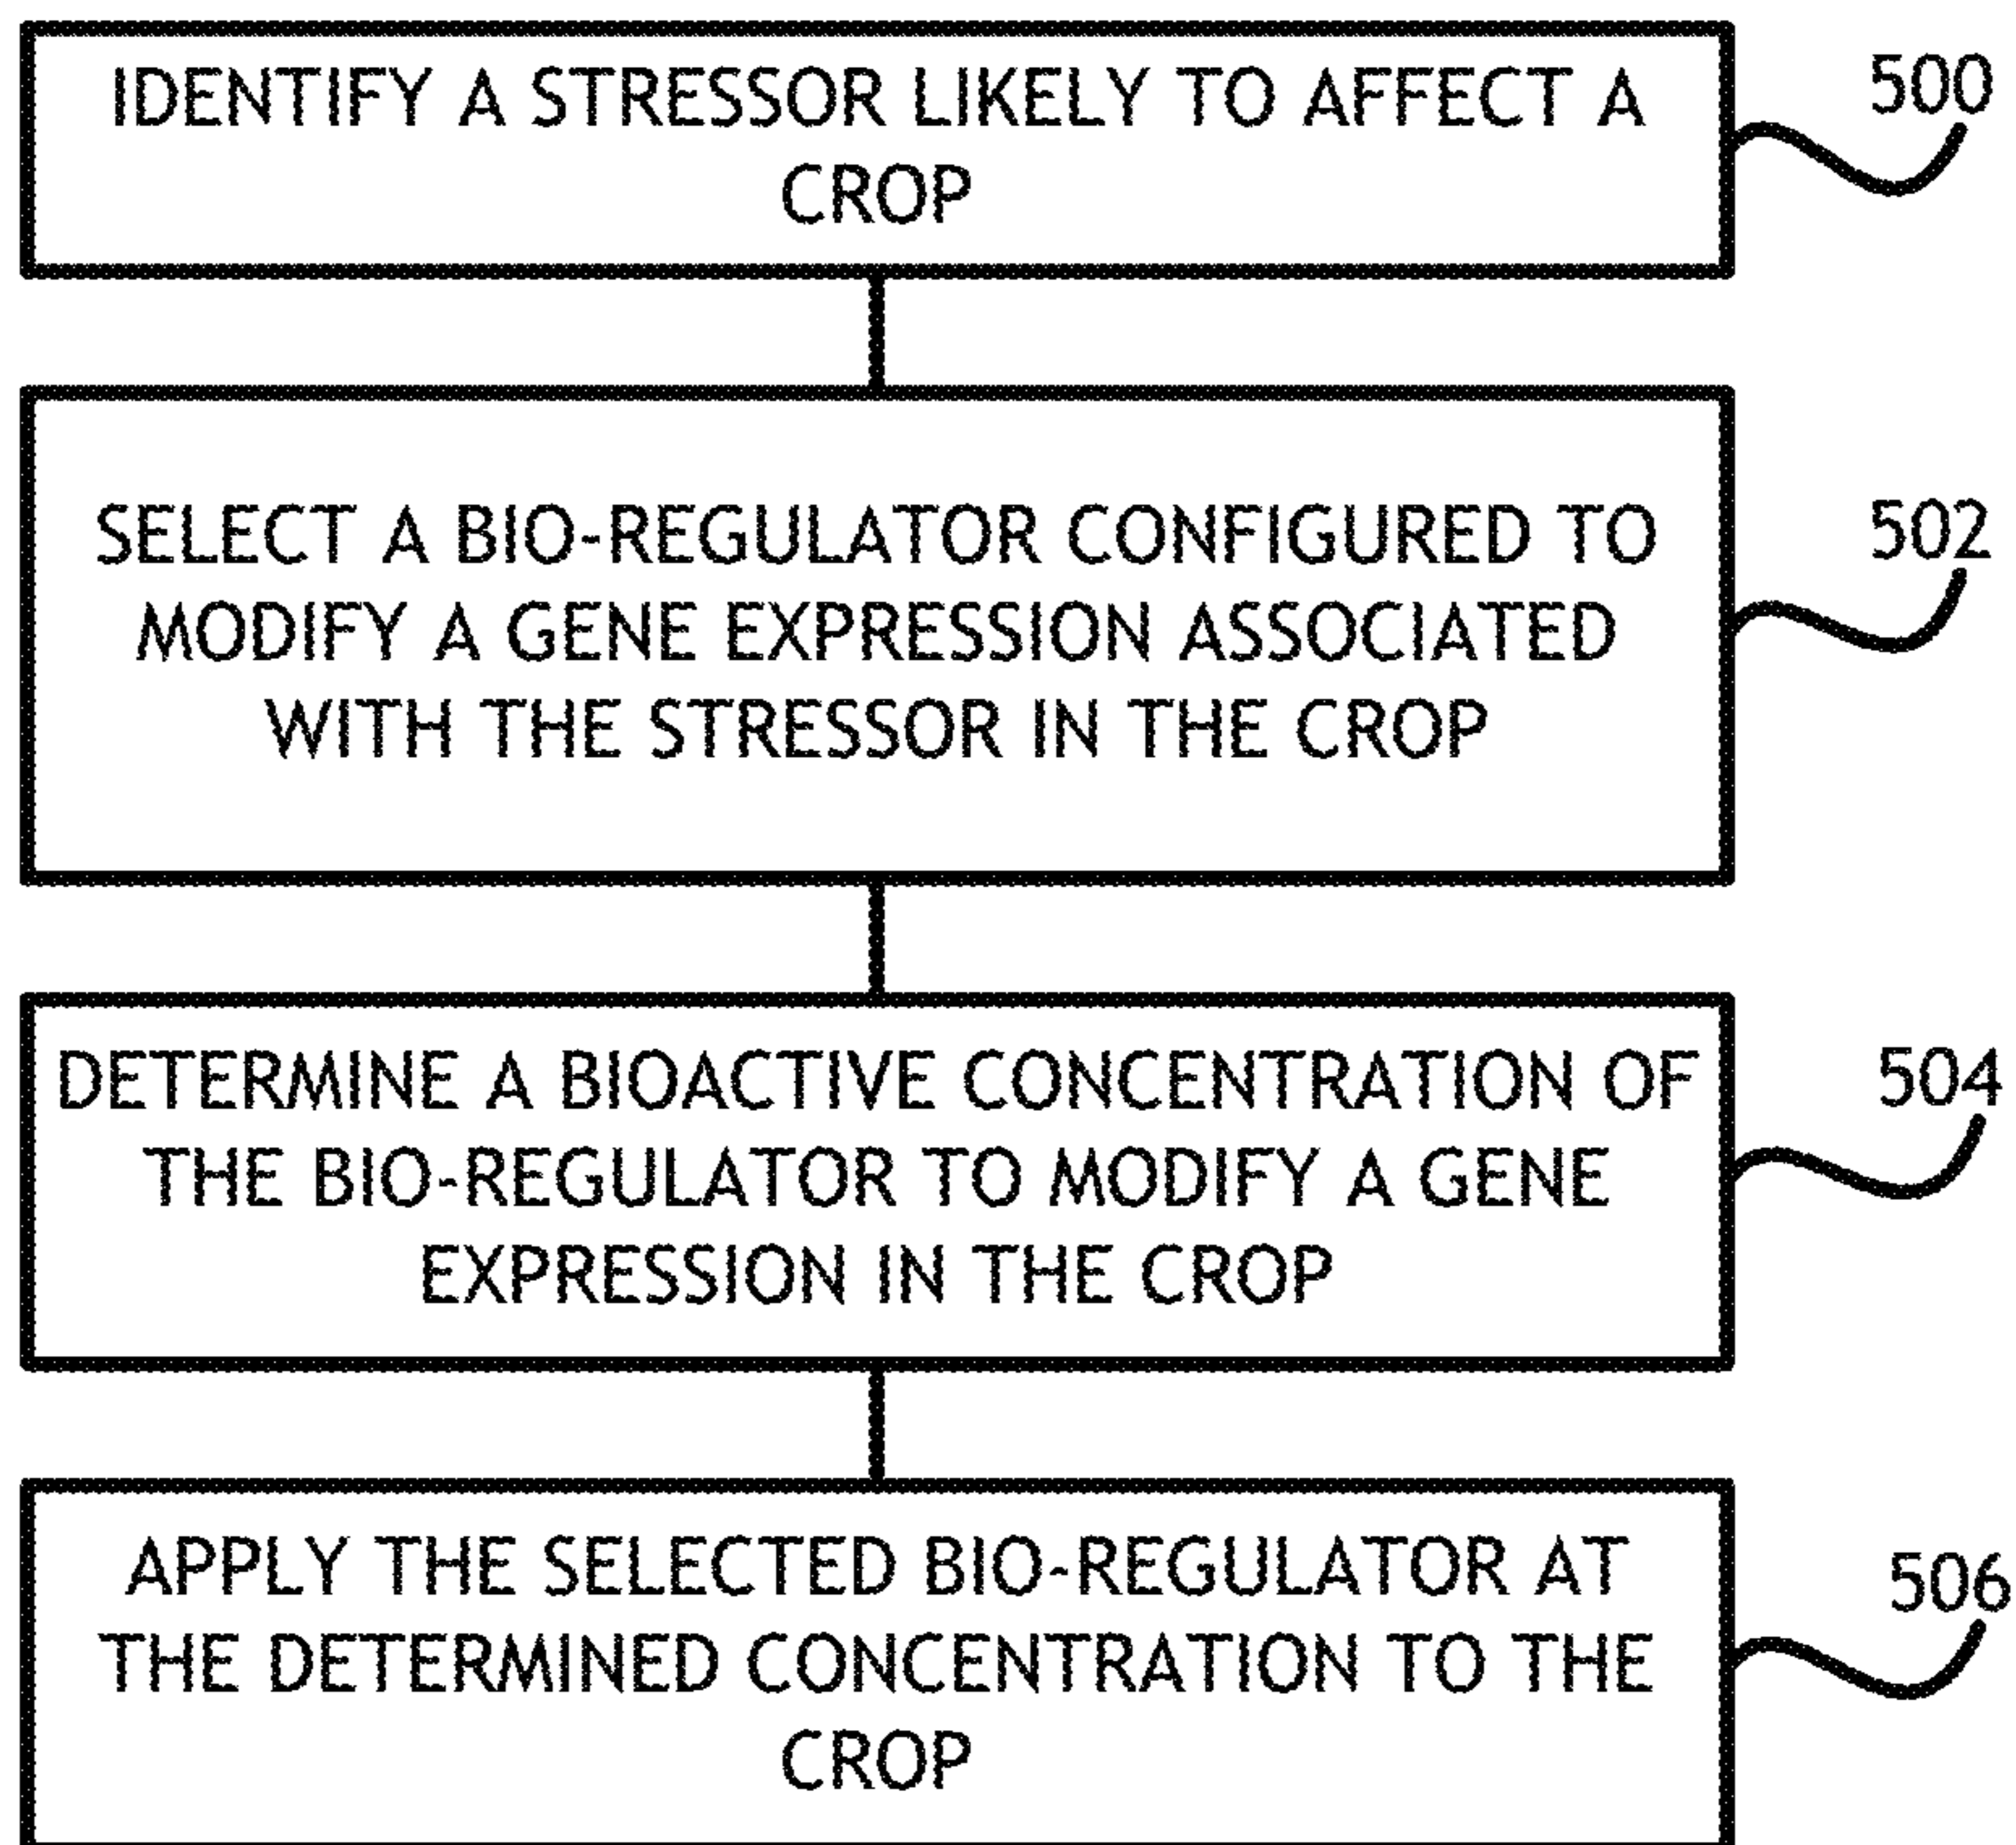 IDENTIFY A STRESSOR LIKELY TO AFFECT A
CROP
500
SELECT A BIO-REGULATOR CONFIGURED TO
MODIFY A GENE EXPRESSION ASSOCIATED
WITH THE STRESSOR IN THE CROP
502
DETERMINE A BIOACTIVE CONCENTRATION OF
THE BIO-REGULATOR TO MODIFY A GENE
EXPRESSION IN THE CROP
504
APPLY THE SELECTED BIO-REGULATOR AT
THE DETERMINED CONCENTRATION TO THE
CROP
506